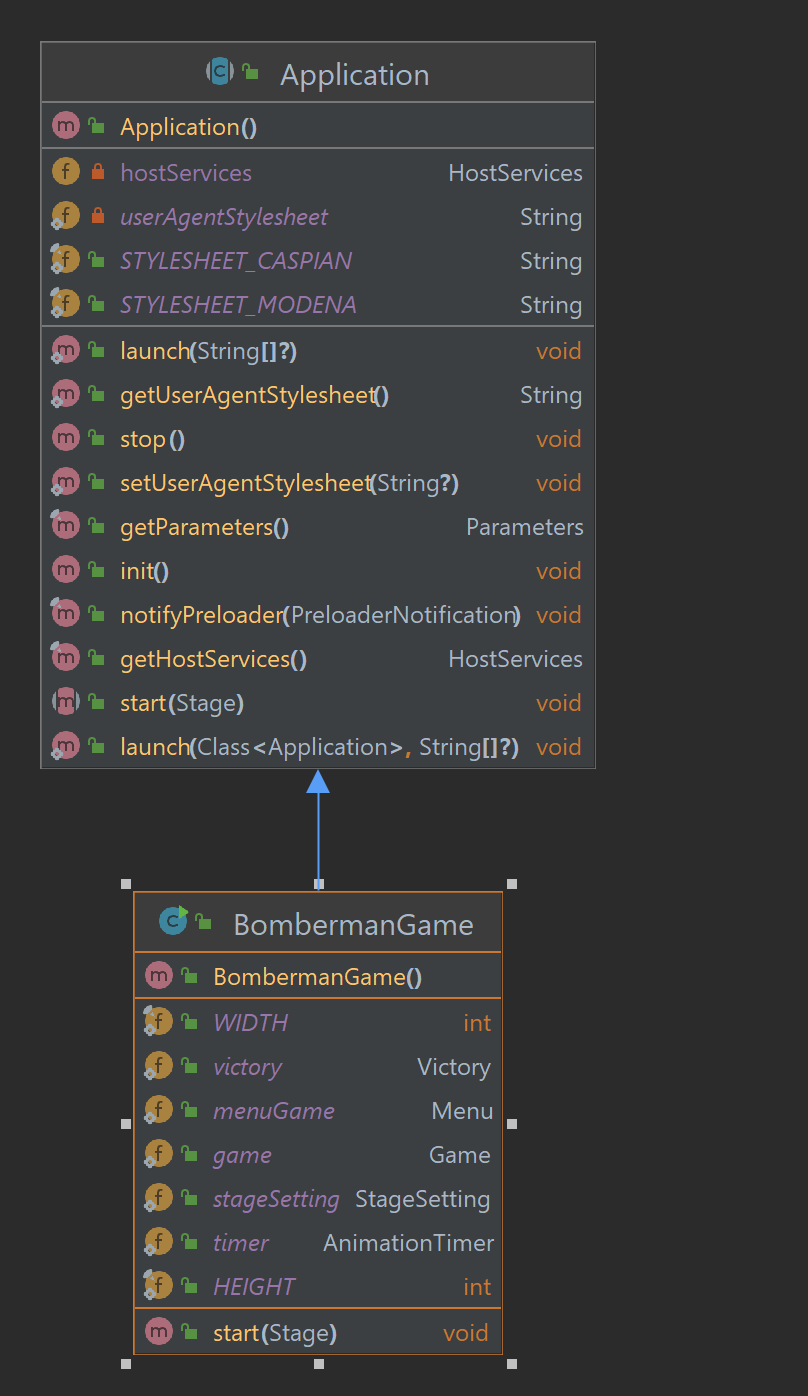 Application
Application()
hostServices HostServices
userAgentStylesheet String
STYLESHEET_CASPIAN String
STYLESHEET_MODENA String
launch(String[]?) void
getUserAgentStylesheet() String
stop() void
setUserAgentStylesheet(String?) void
getParameters() Parameters
init() void
notifyPreloader(PreloaderNotification) void
getHostServices() HostServices
start(Stage) void
launch(Class<Application>, String[]?) void
BombermanGame
BombermanGame()
WIDTH int
victory Victory
menuGame Menu
game Game
stageSetting StageSetting
timer AnimationTimer
HEIGHT int
start(Stage) void